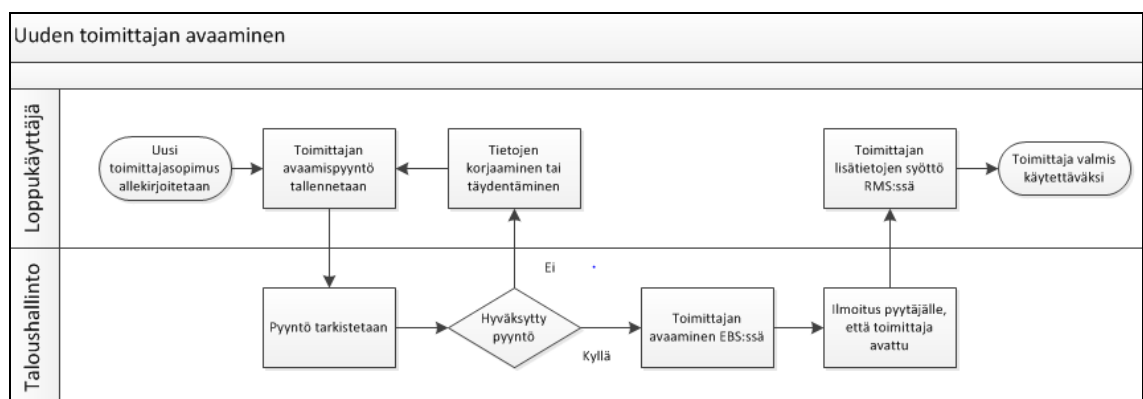 Uuden toimittajan avaaminen
Loppukäyttäjä
Uusi
toimittajasopimus
allekirjoitetaan
Toimittajan
avaamispyyntö
tallennetaan
Tietojen
korjaaminen tai
täydentäminen
Toimittajan
lisätietojen syöttö
RMS:ssä
Toimittaja valmis
käytettäväksi
Taloushallinto
Pyyntö tarkistetaan
Hyväksytty
pyyntö
Ei
Kyllä
Toimittajan
avaaminen EBS:ssä
Ilmoitus pyytäjälle,
että toimittaja
avattu